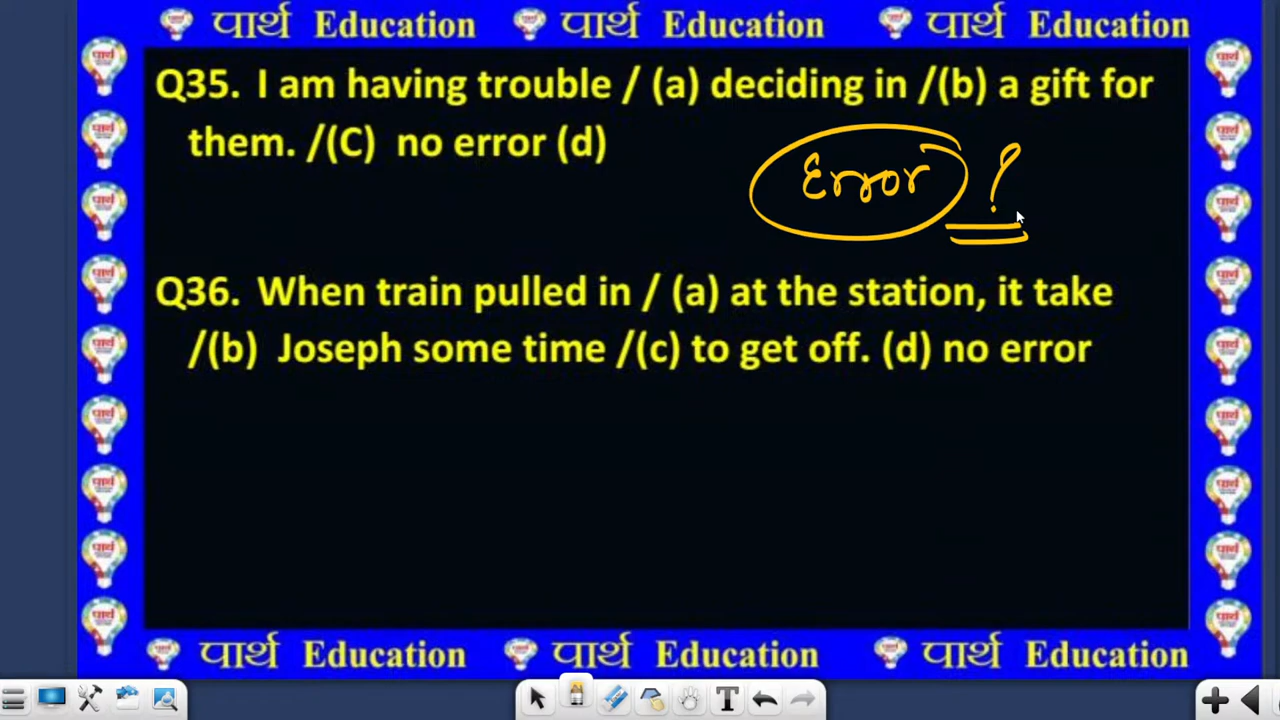 पार्थ Education पार्थ Education पार्थ Education
Q35. I am having trouble / (a) deciding in /(b) a gift for
them. /(C) no error (d)
Error ?
Q36. When train pulled in / (a) at the station, it take
/(b) Joseph some time /(c) to get off. (d) no error
पार्थ Education पार्थ Education पार्थ Education